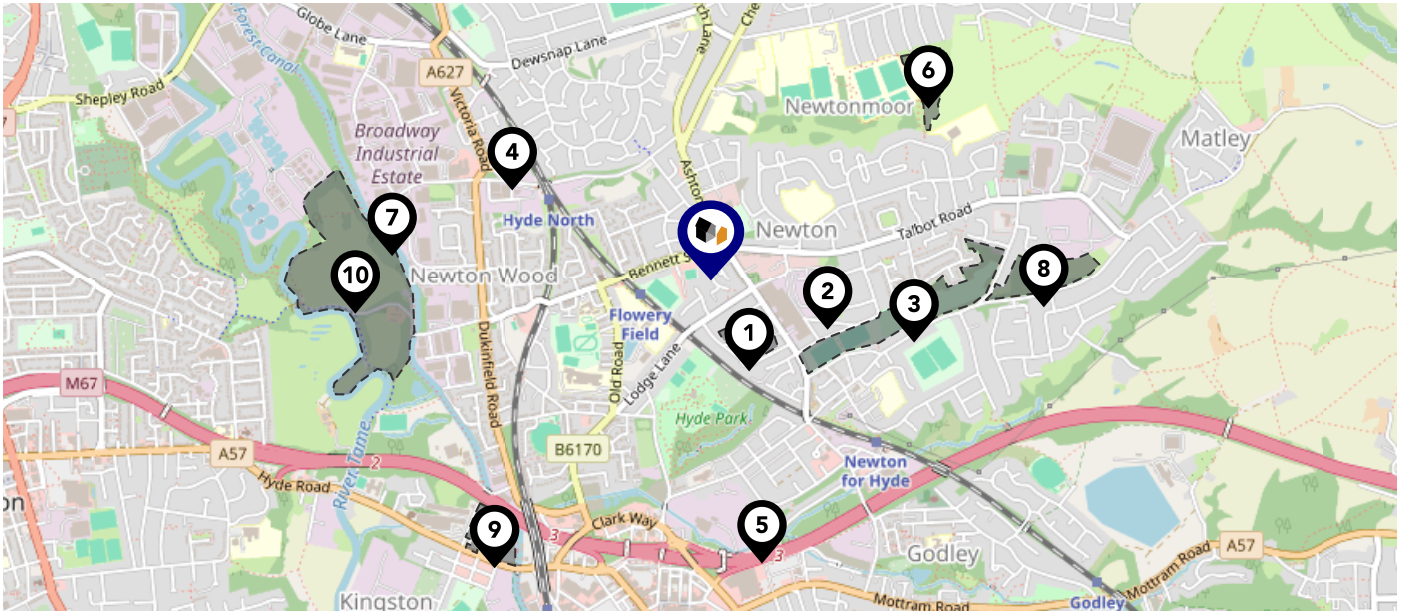 Globe Lane
Forest Canal
Dewsnap Lane
A627
Shepley Road
Victoria Road
Broadway
Industrial
Estate
6
Newtonmoor
Matley
4
Ashton
Hyde North
7
Newton
Talbot Road
10
Newton Wood
Bennett S
8
2
3
Flowery
Field
1
Dukinfield Road
Old Road
Lodge Lane
M67
Hyde Park
B6170
A57
2
Newton
for Hyde
Hyde Road
River Tame
on
9
3
Clark Way
5
3
Godley
A57
Mottram Road
Kingston
Mottram Road
Godley